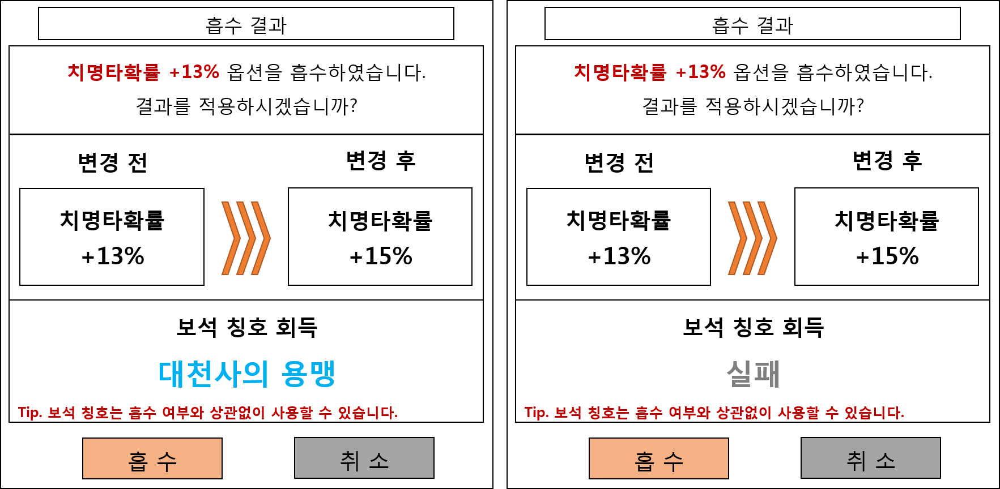 흡수 결과
치명타확률 +13% 옵션을 흡수하였습니다.
결과를 적용하시겠습니까?
변경 전
변경 후
치명타확률
+13%
치명타확률
+15%
보석 칭호 회득
대천사의 용맹
Tip. 보석 칭호는 흡수 여부와 상관없이 사용할 수 있습니다.
흡 수
취 소
흡수 결과
치명타확률 +13% 옵션을 흡수하였습니다.
결과를 적용하시겠습니까?
변경 전
변경 후
치명타확률
+13%
치명타확률
+15%
보석 칭호 회득
실패
Tip. 보석 칭호는 흡수 여부와 상관없이 사용할 수 있습니다.
흡 수
취 소